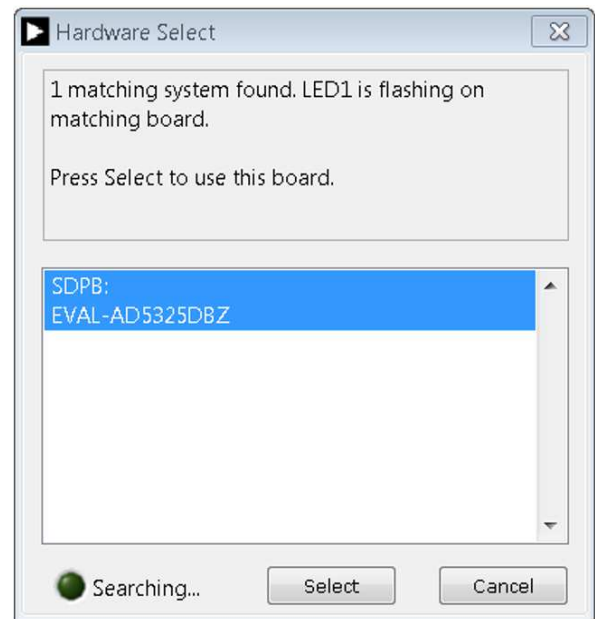 Hardware Select
1 matching system found. LED1 is flashing on
matching board.
Press Select to use this board.
SDPB:
EVAL-AD5325DBZ
Searching...
Select
Cancel